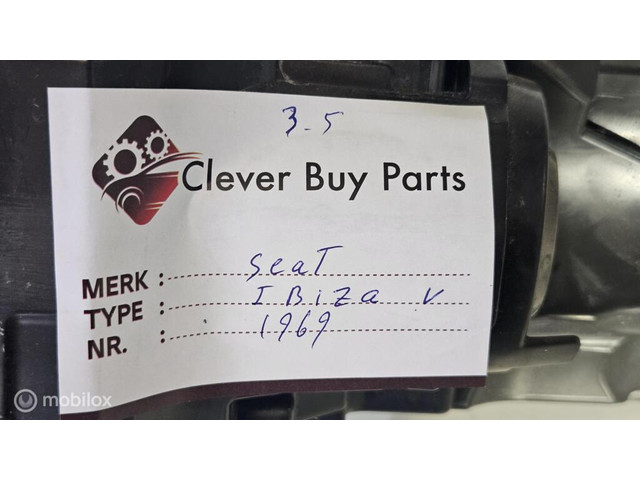 3-5
Clever Buy Parts
MERK : seaT
TYPE : IBiza V
NR. : 1969
mobilox